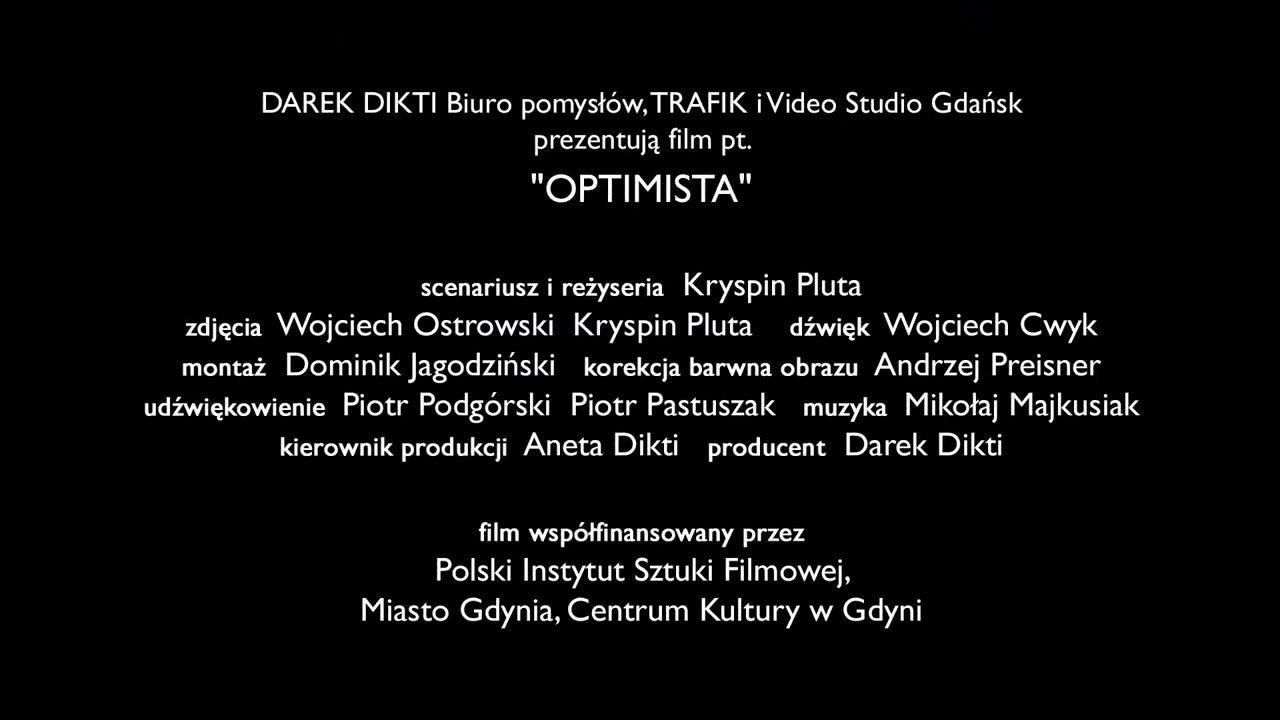 DAREK DIKTI Biuro pomysłów, TRAFIK i Video Studio Gdańsk
prezentują film pt.
"OPTIMISTA"
scenariusz i reżyseria Kryspin Pluta
zdjęcia Wojciech Ostrowski Kryspin Pluta dźwięk Wojciech Cwyk
montaż Dominik Jagodziński korekcja barwna obrazu Andrzej Preisner
udźwiękowienie Piotr Podgórski Piotr Pastuszak muzyka Mikołaj Majkusiak
kierownik produkcji Aneta Dikti producent Darek Dikti
film współfinansowany przez
Polski Instytut Sztuki Filmowej,
Miasto Gdynia, Centrum Kultury w Gdyni